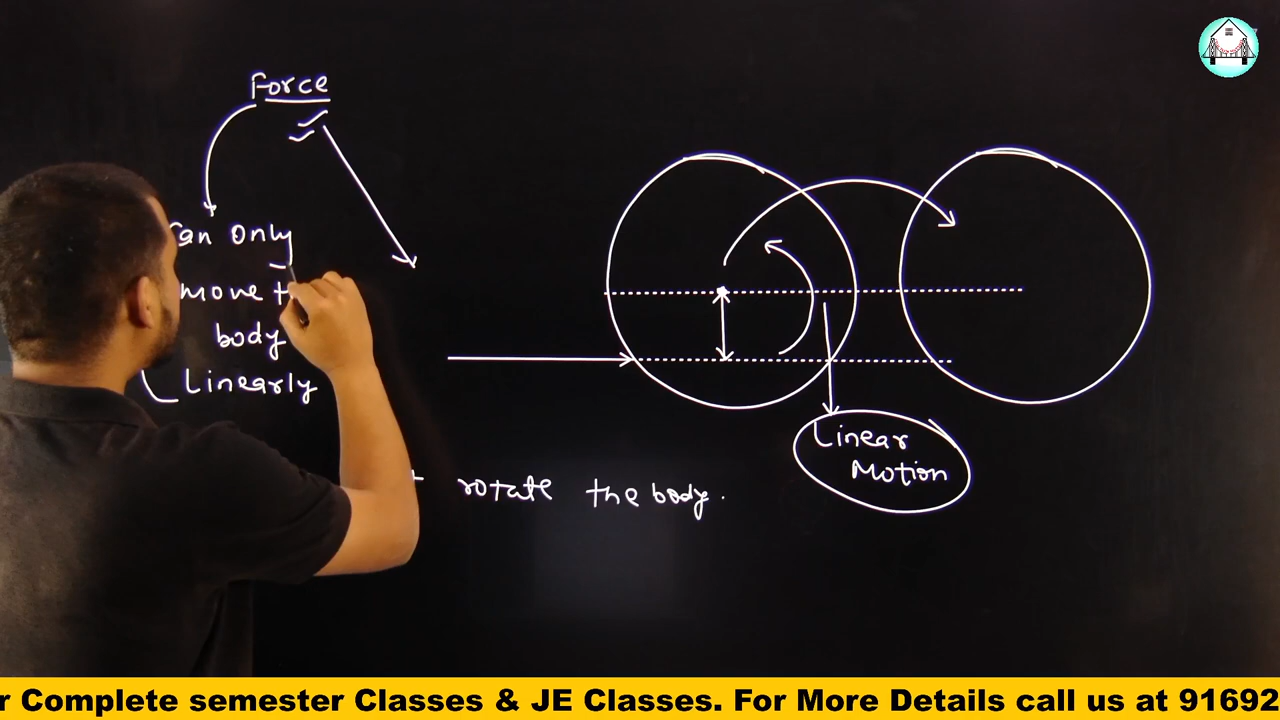 Force
Can Only
move
body
Linearly
rotate the body.
Linear
Motion
r Complete semester Classes & JE Classes. For More Details call us at 91692